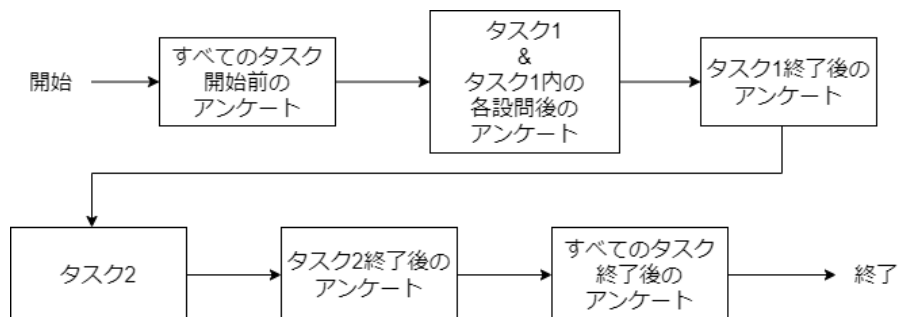 開始
すべてのタスク
開始前の
アンケート
タスク1
&
タスク1内の
各設問後の
アンケート
タスク1終了後の
アンケート
タスク2
タスク2終了後の
アンケート
すべてのタスク
終了後の
アンケート
終了